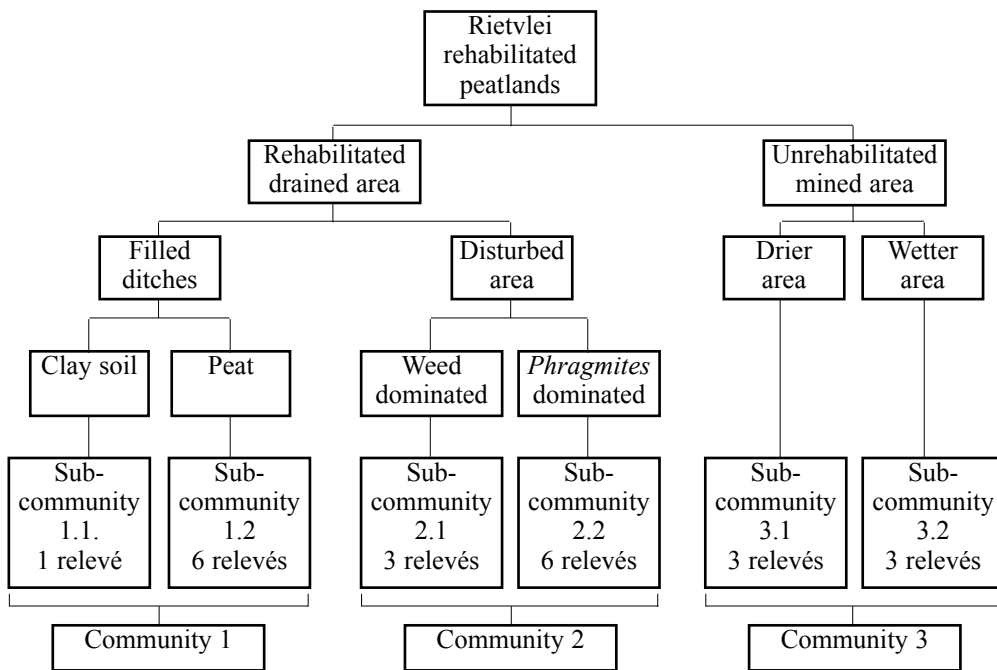 Rietvlei
rehabilitated
peatlands
Rehabilitated
drained area
Unrehabilitated
mined area
Filled
ditches
Disturbed
area
Drier
area
Wetter
area
Clay soil
Peat
Weed
dominated
Phragmites
dominated
Sub-
community
1.1.
1 relevé
Sub-
community
1.2
6 relevés
Sub-
community
2.1
3 relevés
Sub-
community
2.2
6 relevés
Sub-
community
3.1
3 relevés
Sub-
community
3.2
3 relevés
Community 1
Community 2
Community 3